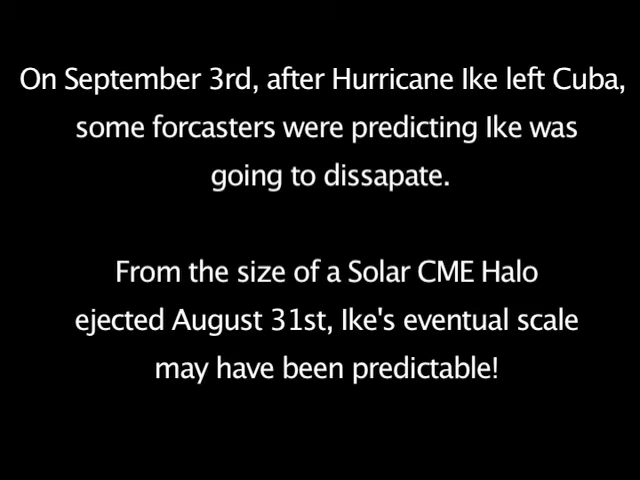 On September 3rd, after Hurricane Ike left Cuba,
some forcasters were predicting Ike was
going to dissapate.
From the size of a Solar CME Halo
ejected August 31st, Ike's eventual scale
may have been predictable!